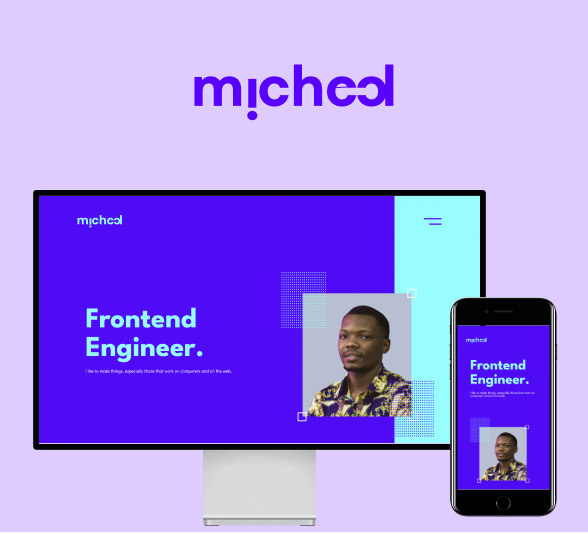 micheal
micheal
Frontend
Engineer.
I like to make things, especially those that work on computers and on the web.
micheal
Frontend
Engineer.
I like to make things, especially those that work on
computers and on the web.